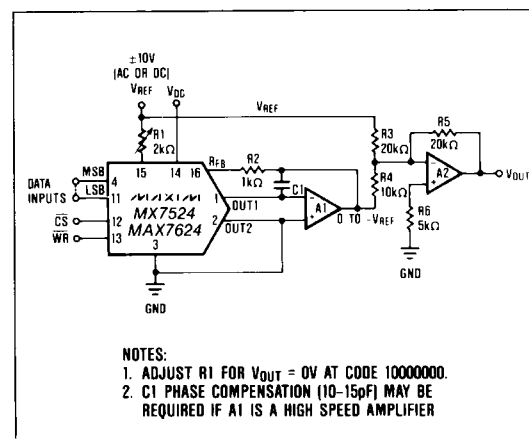 ±10V
(AC OR DC)
VREF
VDC
VREF
R1
2kΩ
R3
20kΩ
R5
20kΩ
15
14
16
RFB
R2
1kΩ
R4
10kΩ
A2
VOUT
MSB
4
DATA
INPUTS
LSB
11
MAXIM
MX7524
MAX7624
1
OUT1
C1
A1
0 TO -VREF
CS
12
WR
13
2
OUT2
R6
5kΩ
3
GND
GND
NOTES:
1. ADJUST R1 FOR VOUT = 0V AT CODE 10000000.
2. C1 PHASE COMPENSATION (10-15pF) MAY BE
REQUIRED IF A1 IS A HIGH SPEED AMPLIFIER
-
+
-
+